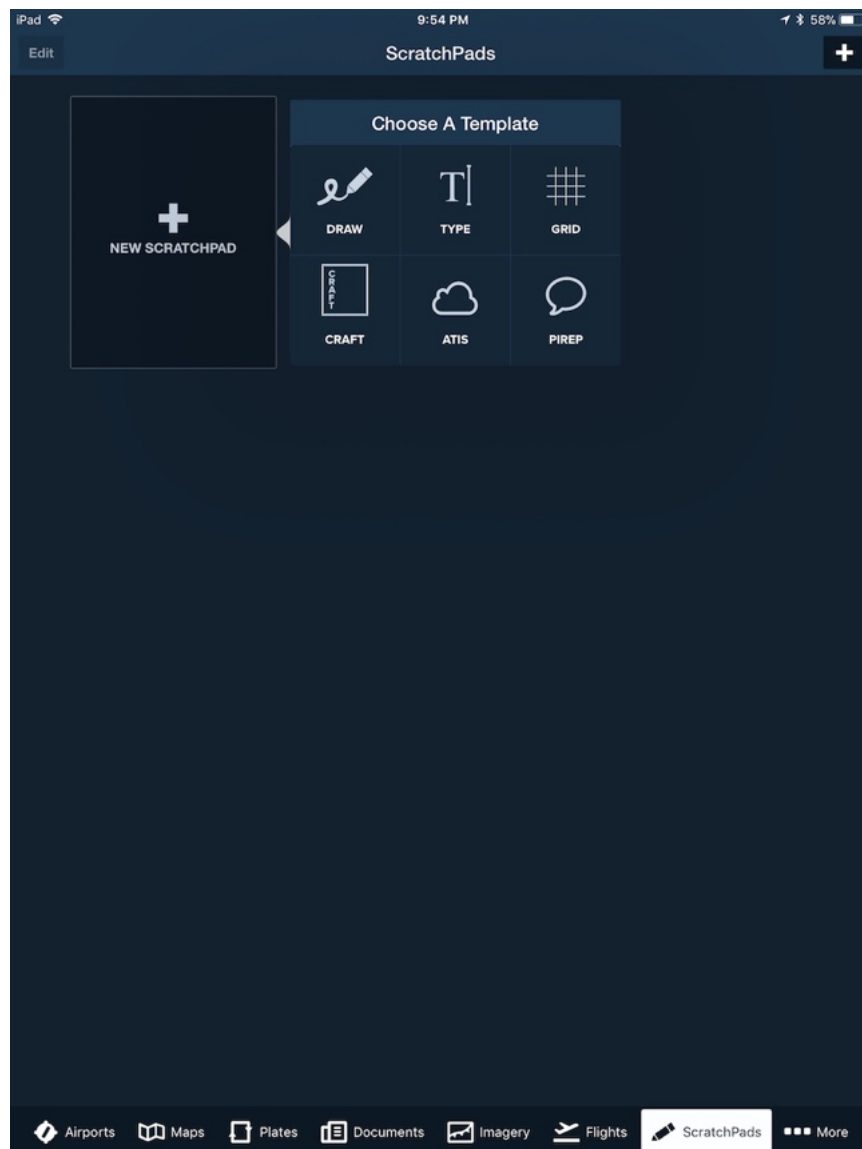 iPad 9:54 PM 58%
Edit ScratchPads
Choose A Template
NEW SCRATCHPAD
DRAW TYPE GRID
C
R
A
F
T
CRAFT ATIS PIREP
Airports Maps Plates Documents Imagery Flights ScratchPads More